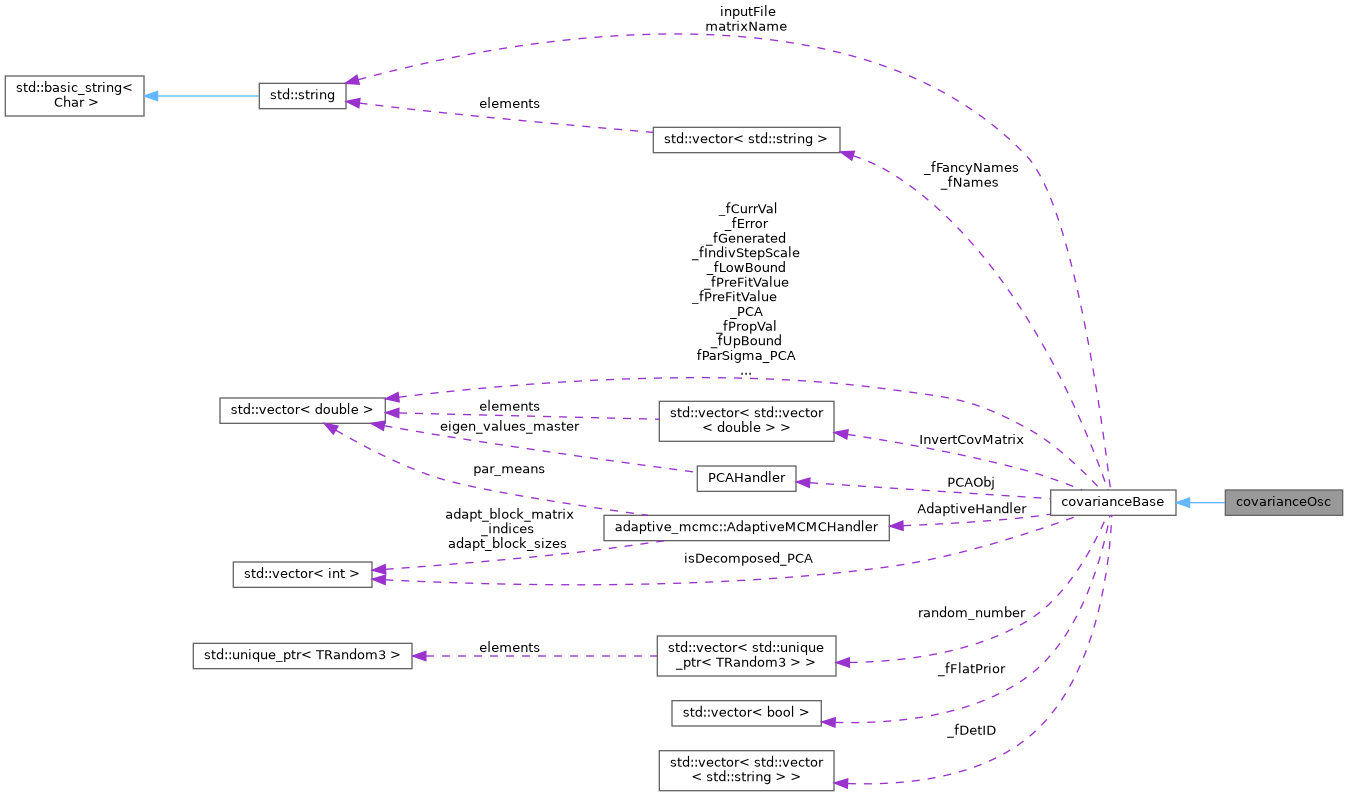 inputFile
matrixName
std::basic_string<
Char >
std::string
elements
std::vector< std::string >
_fFancyNames
_fNames
_fCurrVal
_fError
_fGenerated
_fIndivStepScale
_fLowBound
_fPreFitValue
_fPreFitValue
_PCA
_fPropVal
_fUpBound
fParSigma_PCA
...
std::vector< double >
elements
std::vector< std::vector
< double > >
eigen_values_master
InvertCovMatrix
par_means
PCAHandler
PCAObj
covarianceBase
covarianceOsc
adapt_block_matrix
_indices
adapt_block_sizes
adaptive_mcmc::AdaptiveMCMCHandler
AdaptiveHandler
std::vector< int >
isDecomposed_PCA
random_number
std::unique_ptr< TRandom3 >
elements
std::vector< std::unique
_ptr< TRandom3 > >
_fFlatPrior
std::vector< bool >
_fDetID
std::vector< std::vector
< std::string > >